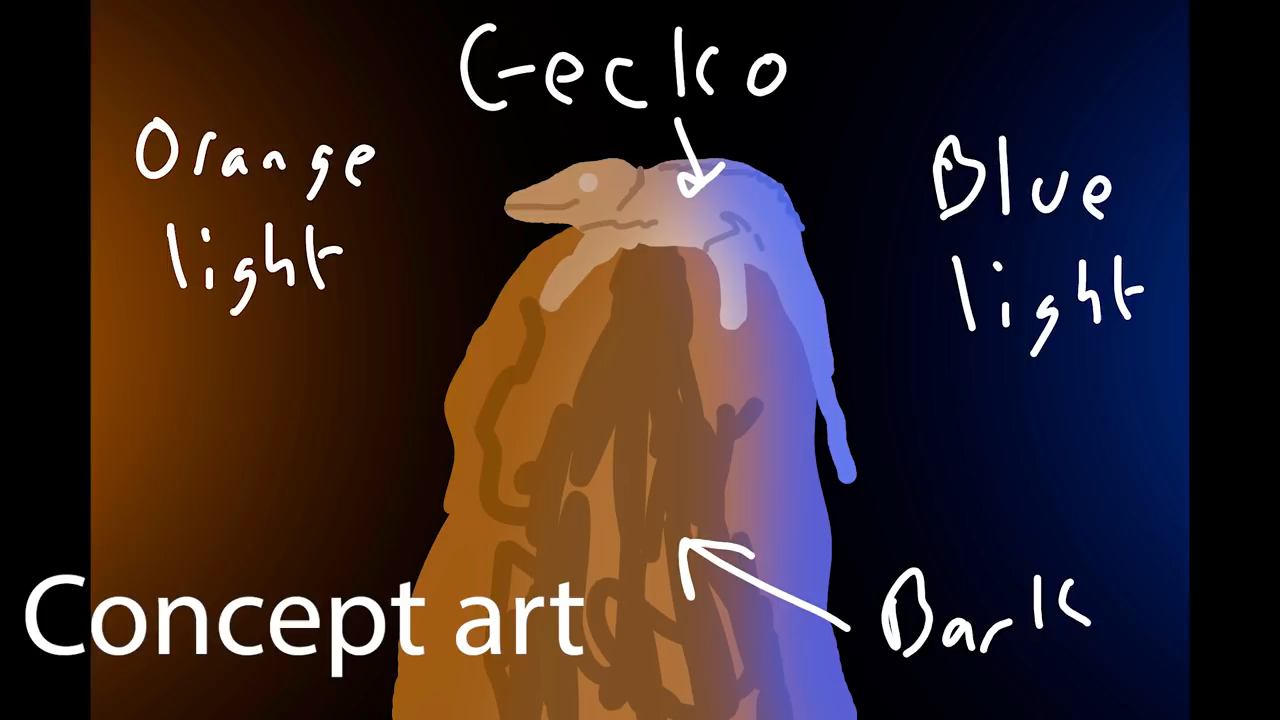 Gecko
Orange
light
Blue
light
Bark
Concept art